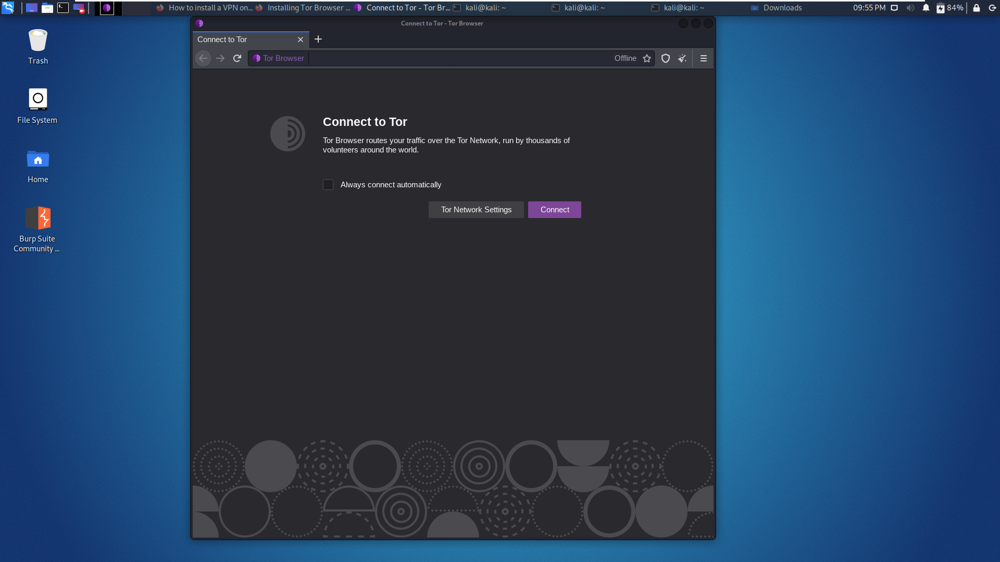 How to install a VPN on...
Installing Tor Browser ...
Connect to Tor - Tor Br...
kali@kali: ~
kali@kali: ~
kali@kali: ~
Downloads
09:55 PM
84%
Trash
File System
Home
Burp Suite
Community ...
Connect to Tor - Tor Browser
Connect to Tor
Tor Browser
Offline
Connect to Tor
Tor Browser routes your traffic over the Tor Network, run by thousands of
volunteers around the world.
Always connect automatically
Tor Network Settings
Connect